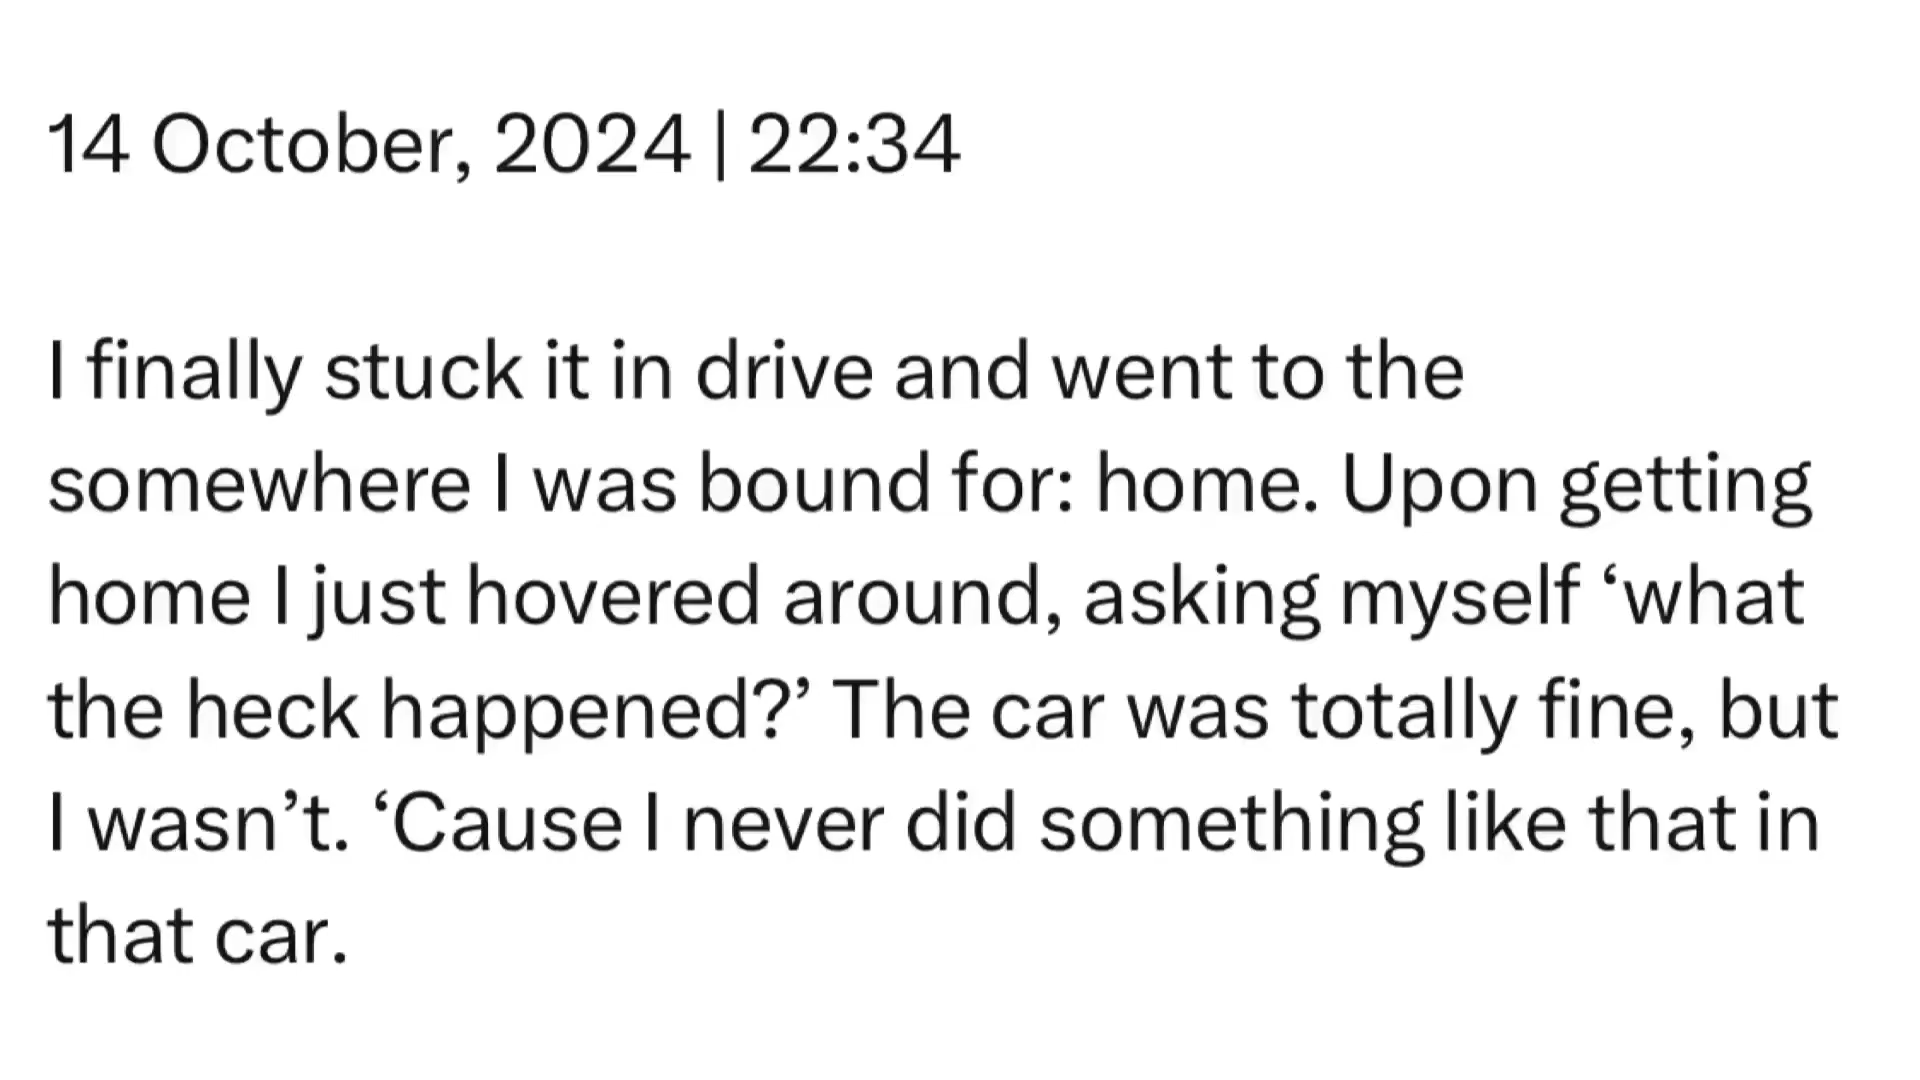 14 October, 2024 | 22:34
I finally stuck it in drive and went to the
somewhere I was bound for: home. Upon getting
home I just hovered around, asking myself ‘what
the heck happened?’ The car was totally fine, but
I wasn’t. ‘Cause I never did something like that in
that car.